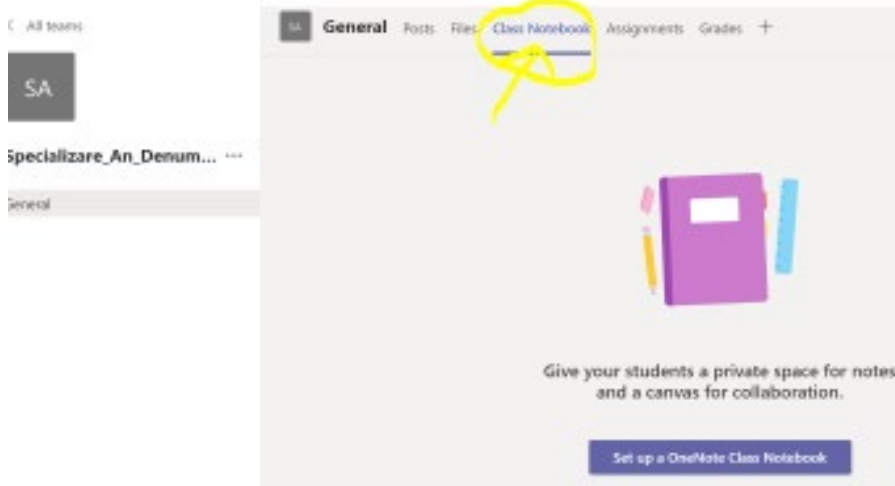 All teams
SA
Specializare_An_Denum... ...
General
SA General Posts Files Class Notebook Assignments Grades +
Give your students a private space for notes
and a canvas for collaboration.
Set up a OneNote Class Notebook